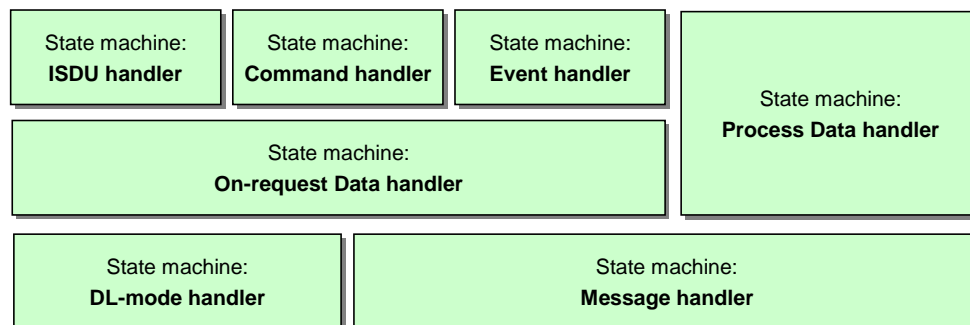 State machine:
ISDU handler
State machine:
Command handler
State machine:
Event handler
State machine:
Process Data handler
State machine:
On-request Data handler
State machine:
DL-mode handler
State machine:
Message handler